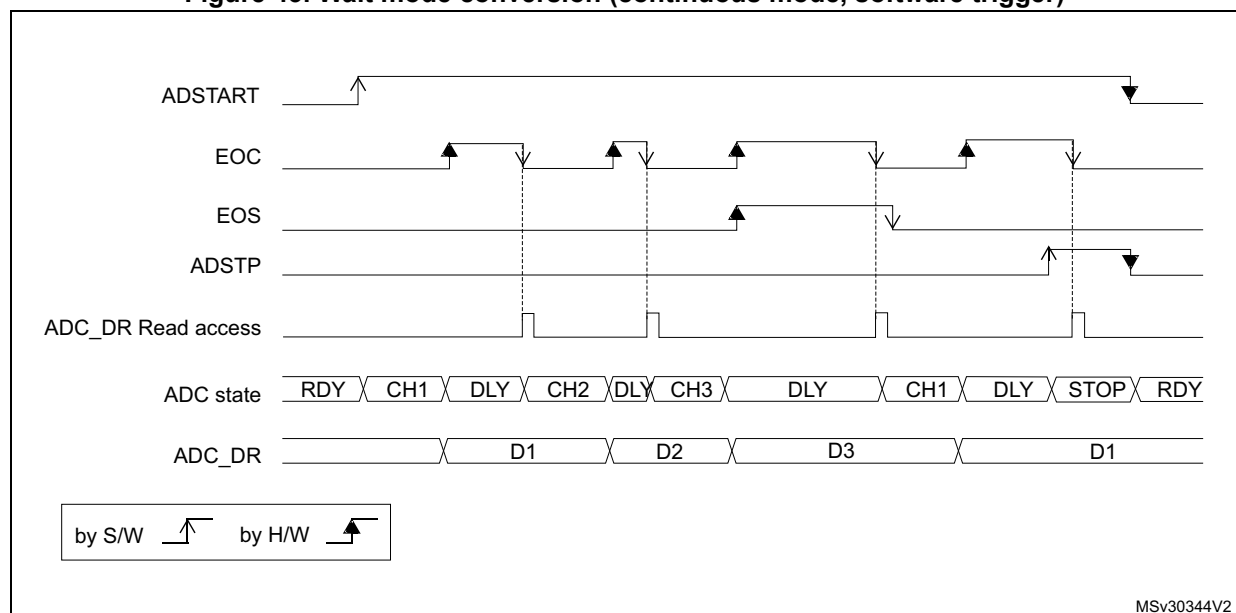 Figure 43. Wait mode conversion (continuous mode, software trigger)
ADSTART
EOC
EOS
ADSTP
ADC_DR Read access
ADC state RDY CH1 DLY CH2 DLY CH3 DLY CH1 DLY STOP RDY
ADC_DR D1 D2 D3 D1
by S/W by H/W
MSv30344V2